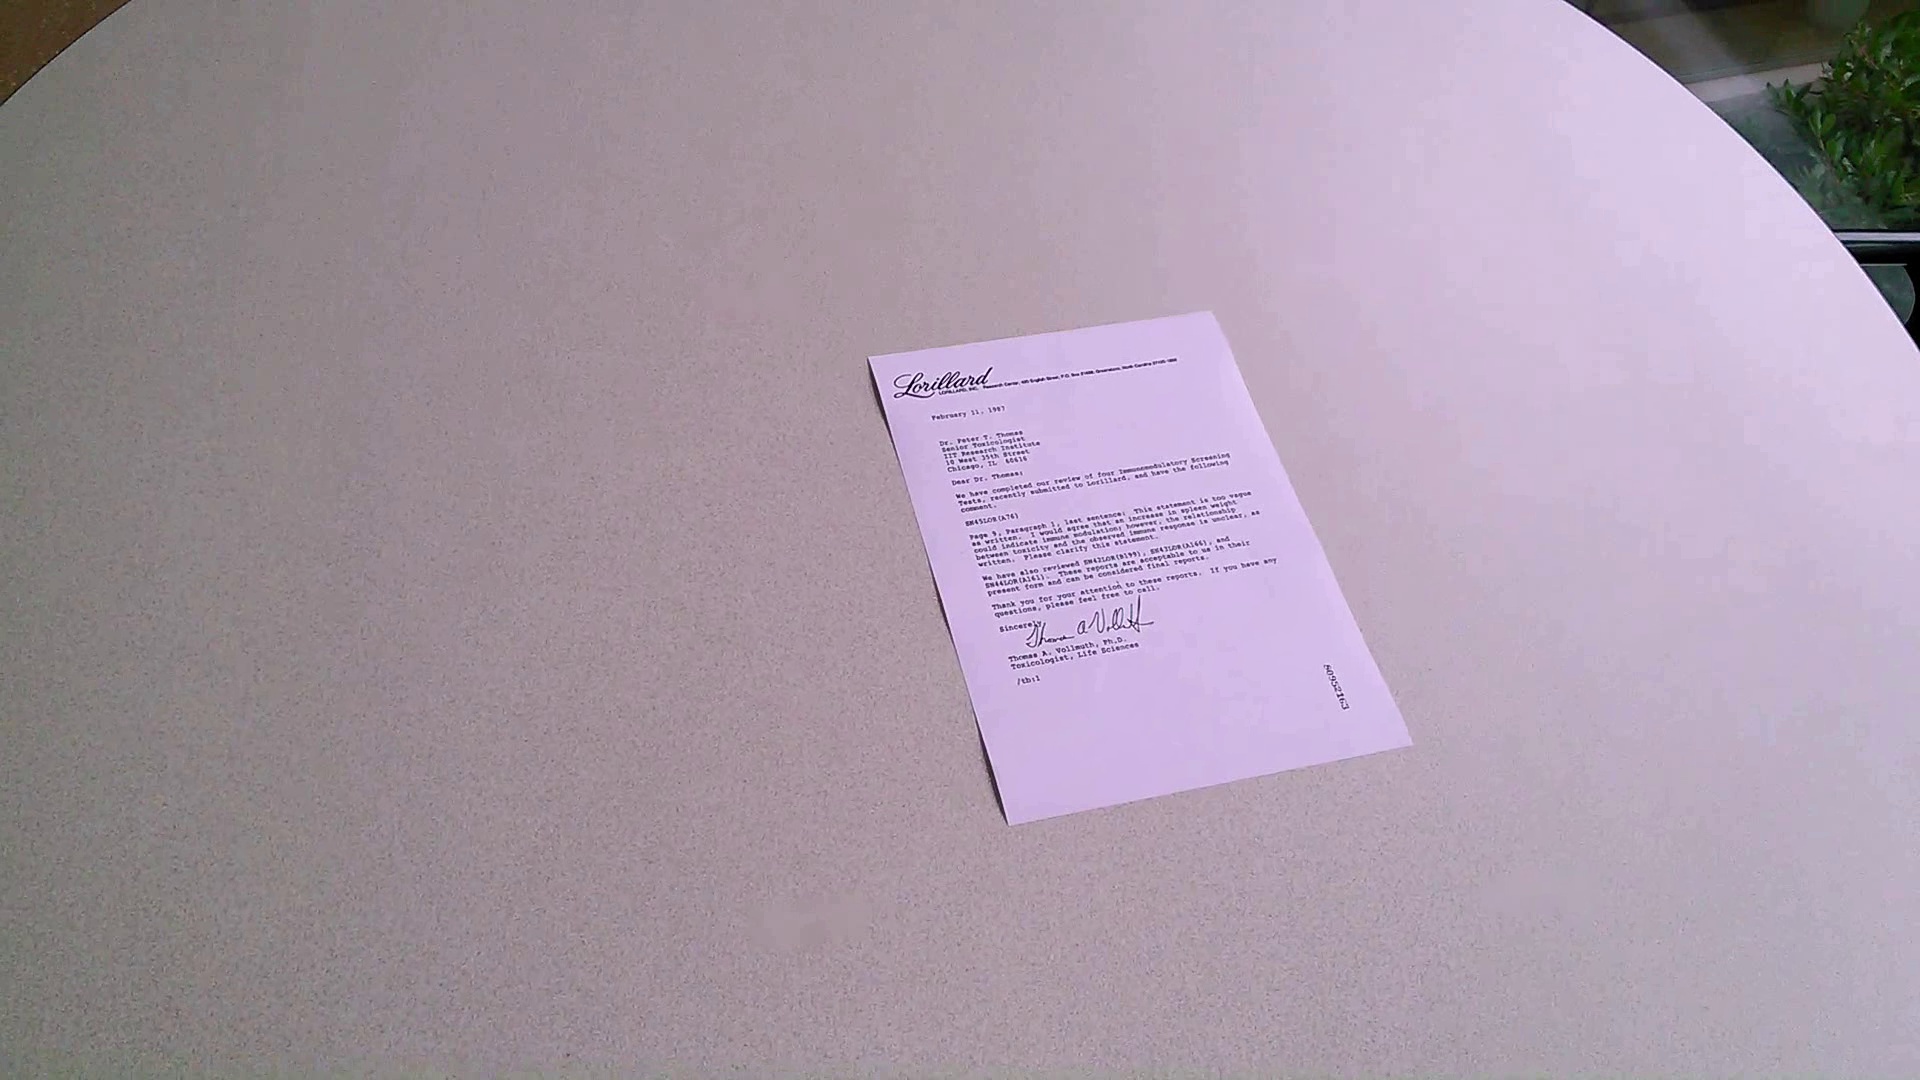 Lorillard
LORILLARD, INC. Research Center, 420 English Street, P.O. Box 21688, Greensboro, North Carolina 27420-1688
February 11, 1987
Dr. Peter T. Thomas
Senior Toxicologist
IIT Research Institute
10 West 35th Street
Chicago, IL 60616
Dear Dr. Thomas:
We have completed our review of four Immunomodulatory Screening
Tests, recently submitted to Lorillard, and have the following
comment.
SN45LOR(A76)
Page 9, Paragraph 1, last sentence: This statement is too vague
as written. I would agree that an increase in spleen weight
could indicate immune modulation; however, the relationship
between toxicity and the observed immune response is unclear, as
written. Please clarify this statement.
We have also reviewed SN42LOR(B199), SN43LOR(A166), and
SN44LOR(A161). These reports are acceptable to us in their
present form and can be considered final reports.
Thank you for your attention to these reports. If you have any
questions, please feel free to call.
Sincerely,
Thomas A Vollmuth
Thomas A. Vollmuth, Ph.D.
Toxicologist, Life Sciences
/tb:1